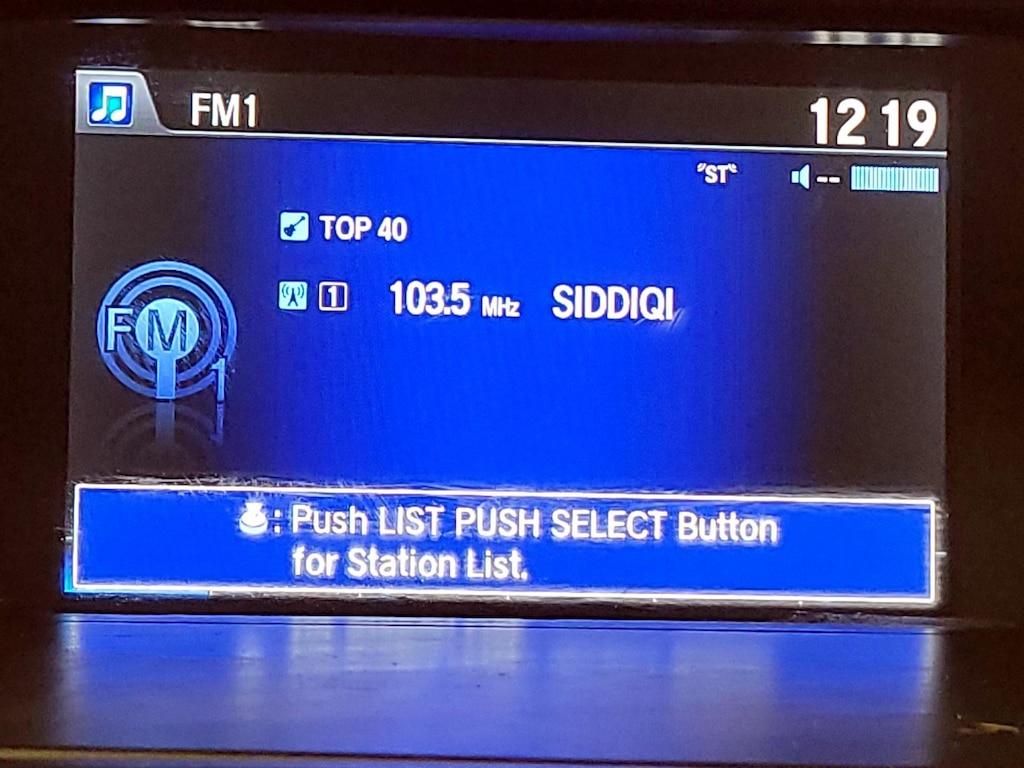 FM1
12 19
"ST"
--
TOP 40
1 103.5 MHz SIDDIQI
FM 1
: Push LIST PUSH SELECT Button
for Station List.